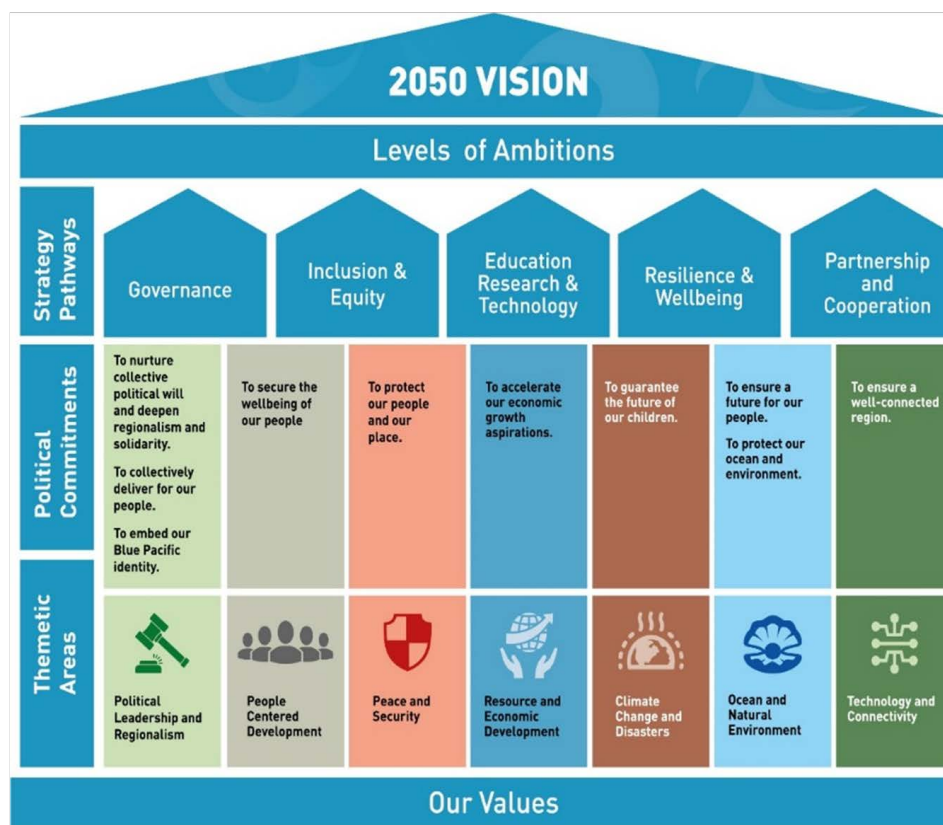 2050 VISION
Levels of Ambitions
Strategy
Pathways
Governance
Inclusion &
Equity
Education
Research &
Technology
Resilience &
Wellbeing
Partnership
and
Cooperation
Political
Commitments
To nurture
collective
political will
and deepen
regionalism and
solidarity.
To collectively
deliver for our
people.
To embed our
Blue Pacific
identity.
To secure the
wellbeing of
our people
To protect
our people
and our
place.
To accelerate
our economic
growth
aspirations.
To guarantee
the future of
our children.
To ensure a
future for our
people.
To protect our
ocean and
environment.
To ensure a
well-connected
region.
Themetic
Areas
Political
Leadership and
Regionalism
People
Centered
Development
Peace and
Security
Resource and
Economic
Development
Climate
Change and
Disasters
Ocean and
Natural
Environment
Technology and
Connectivity
Our Values